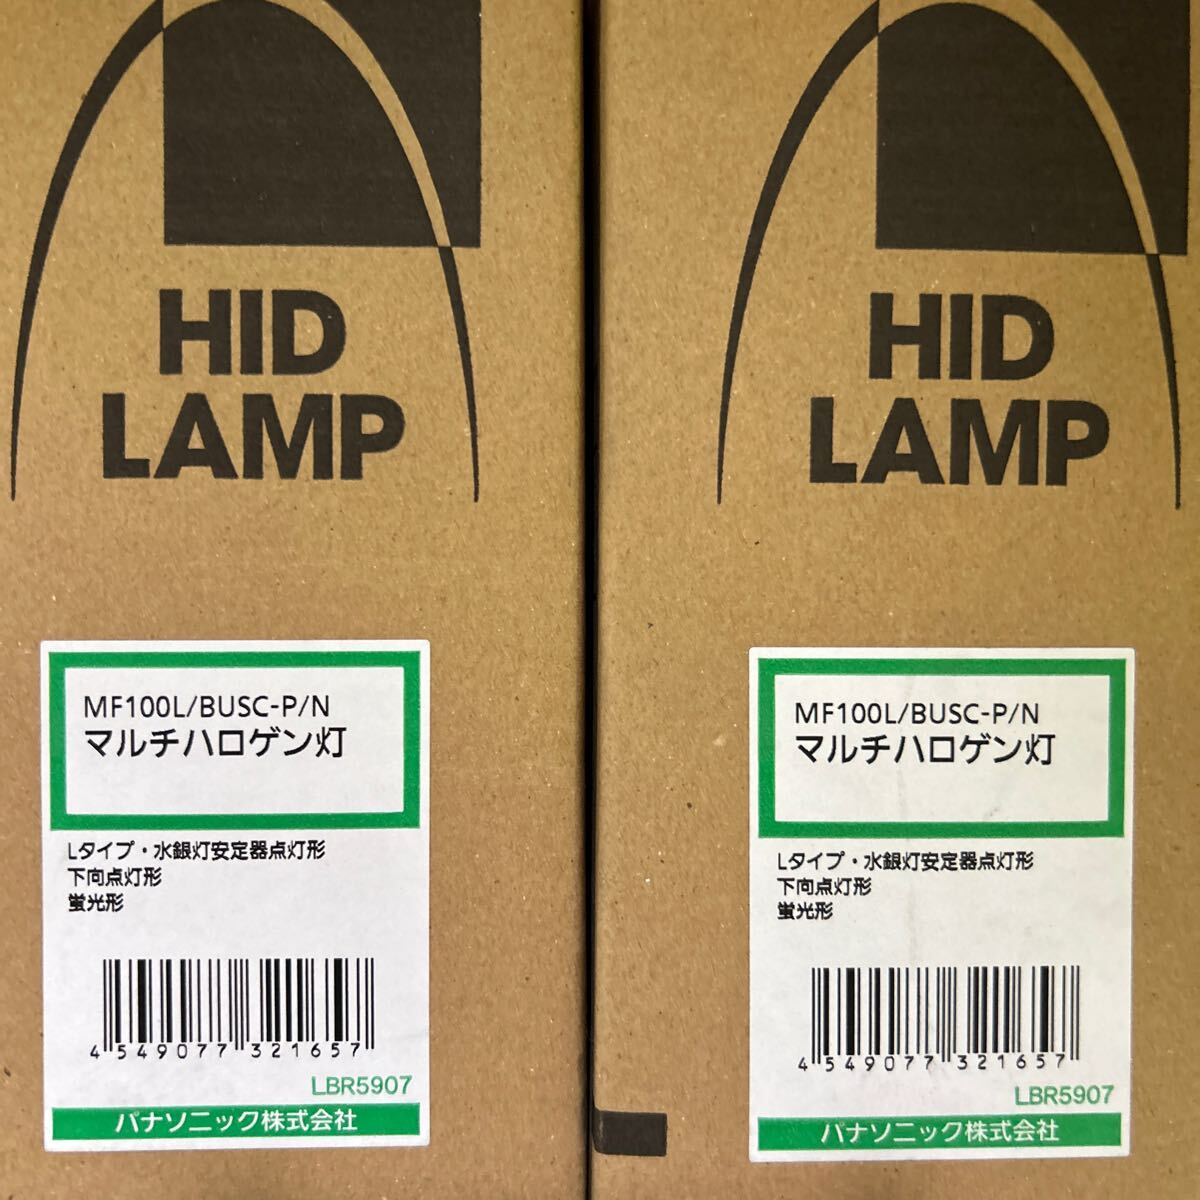 HID
LAMP
MF100L/BUSC-P/N
マルチハロゲン灯
Lタイプ・水銀灯安定器点灯形
下向点灯形
蛍光形
4 549077 321657
LBR5907
パナソニック株式会社
HID
LAMP
MF100L/BUSC-P/N
マルチハロゲン灯
Lタイプ・水銀灯安定器点灯形
下向点灯形
蛍光形
4 549077 321657
LBR5907
パナソニック株式会社